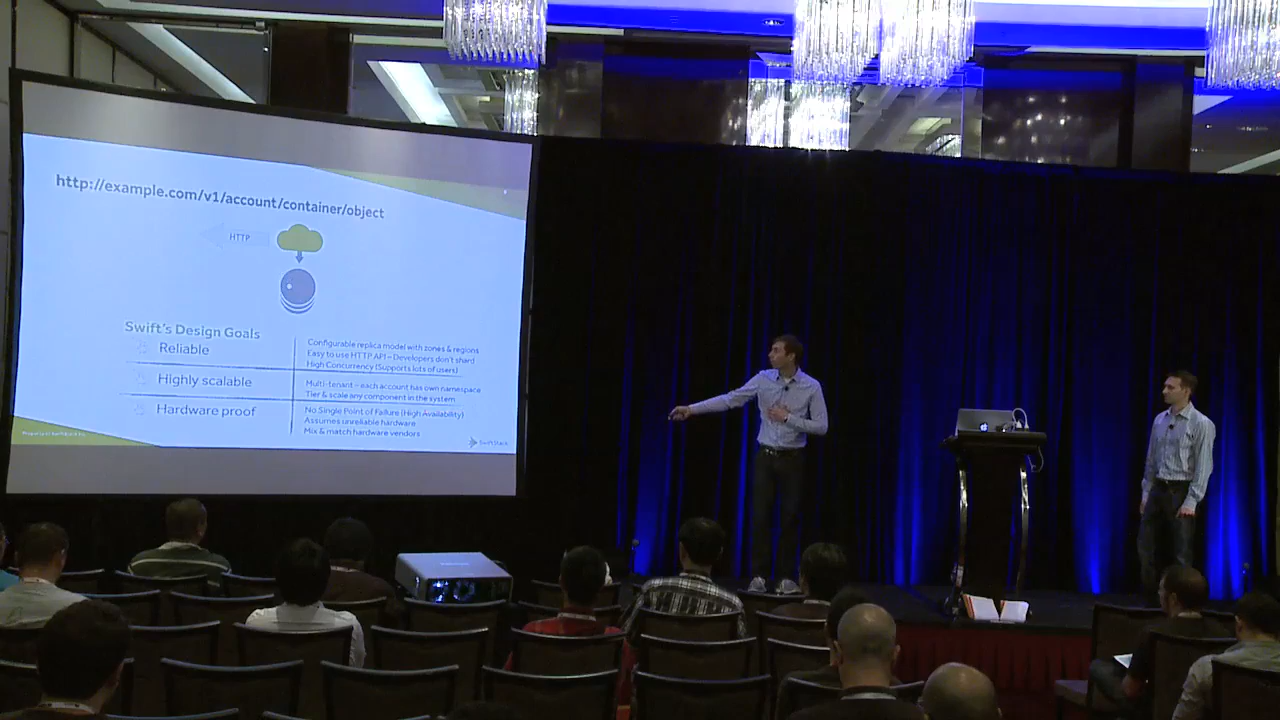 http://example.com/v1/account/container/object
HTTP
Swift's Design Goals
Reliable
Configurable replica model with zones & regions
Easy to use HTTP API – Developers don't shard
High Concurrency (Supports lots of users)
Highly scalable
Multi-tenant – each account has own namespace
Tier & scale any component in the system
Hardware proof
No Single Point of Failure (High Availability)
Assumes unreliable hardware
Mix & match hardware vendors
SwiftStack